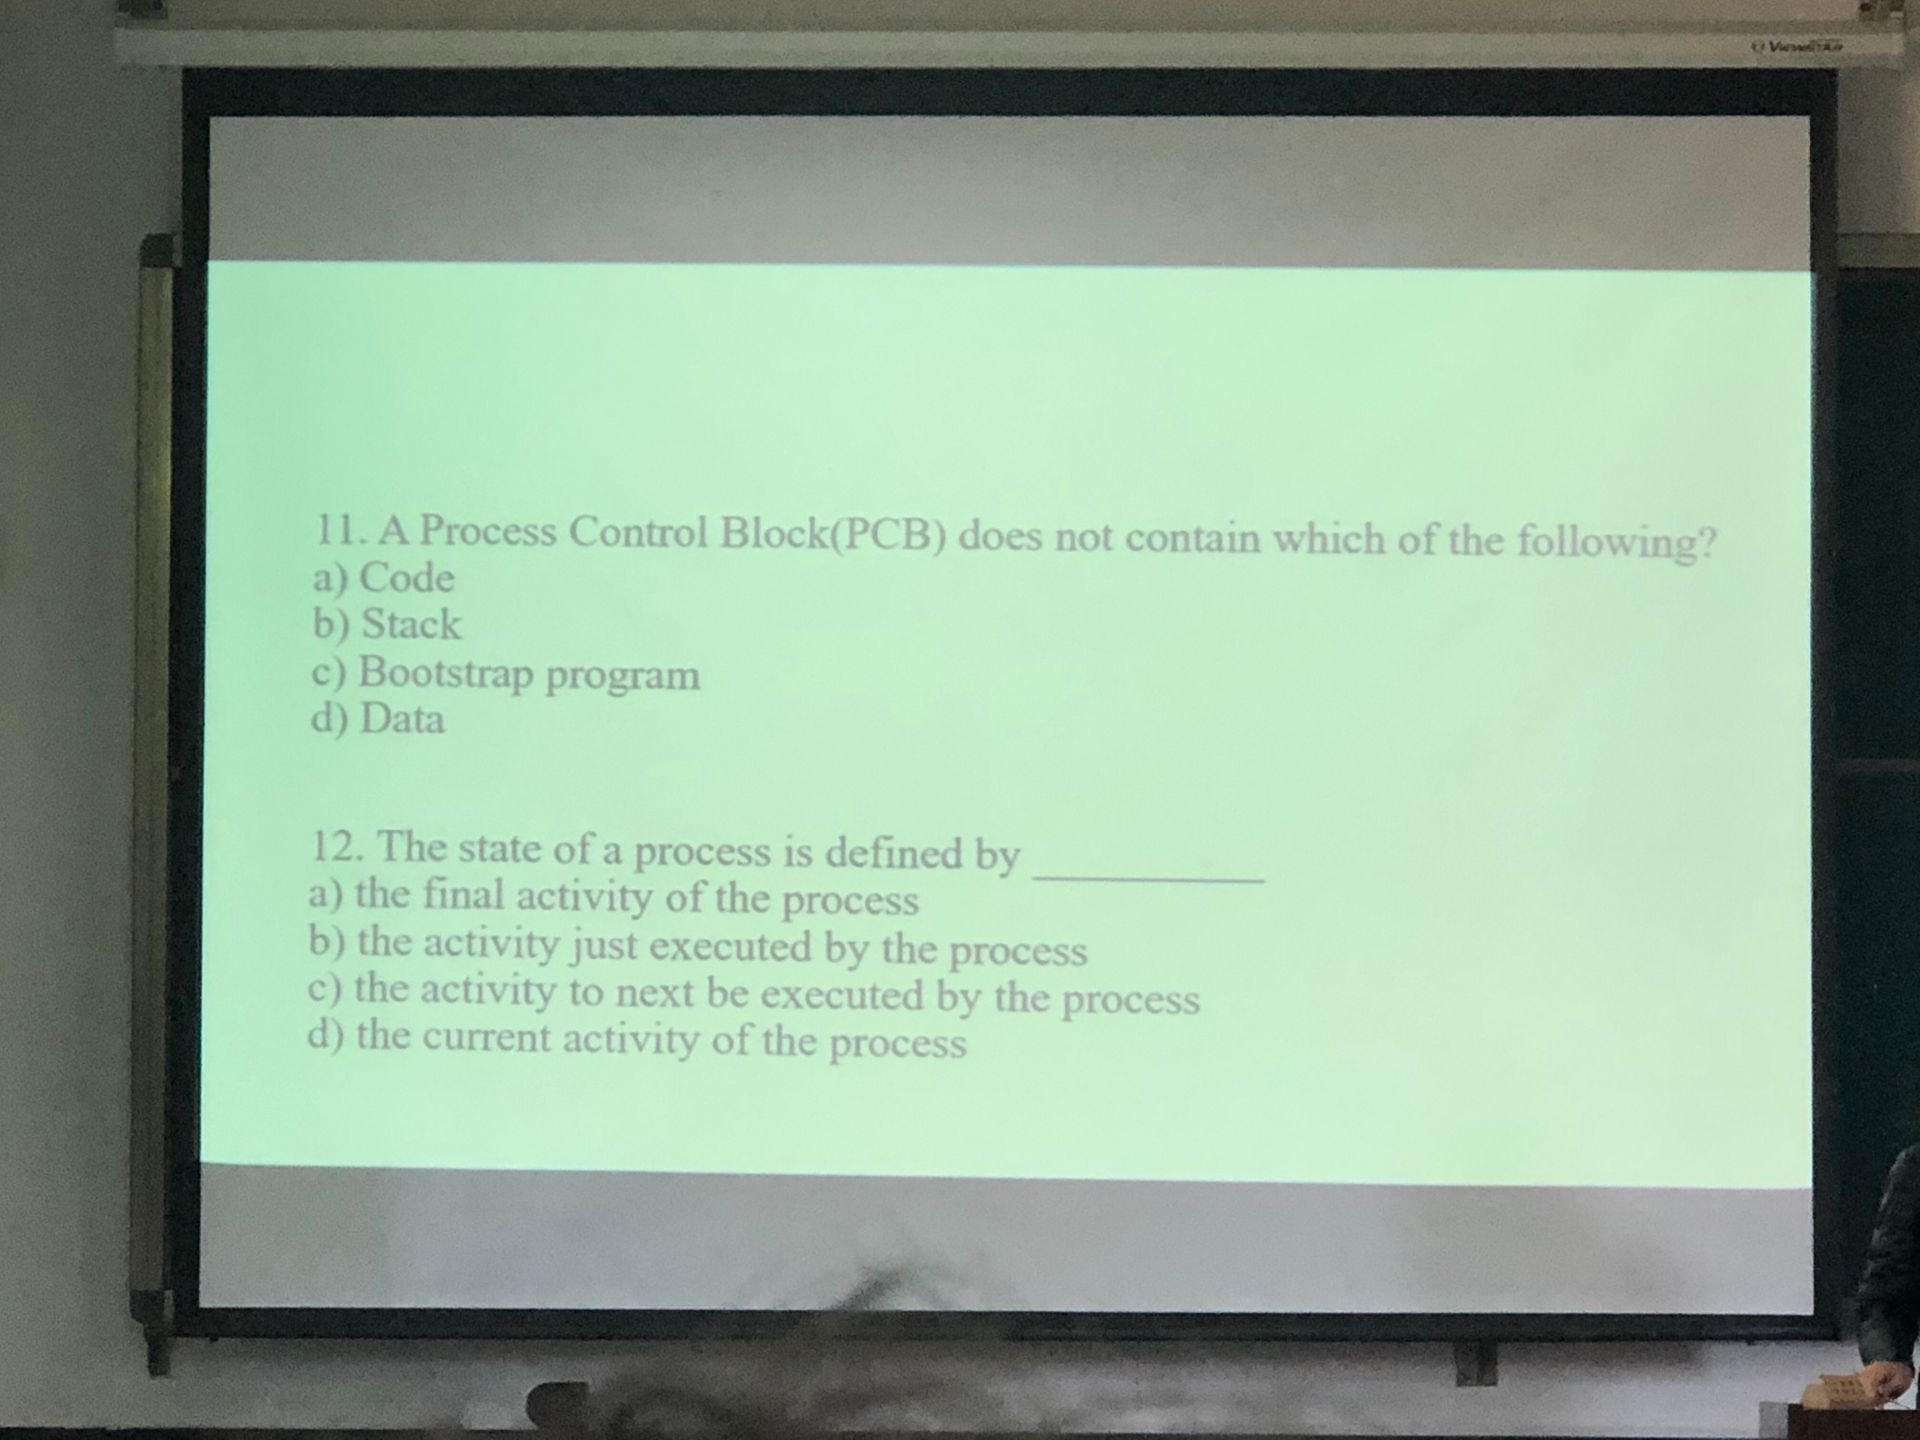 11. A Process Control Block(PCB) does not contain which of the following?
a) Code
b) Stack
c) Bootstrap program
d) Data
12. The state of a process is defined by __________
a) the final activity of the process
b) the activity just executed by the process
c) the activity to next be executed by the process
d) the current activity of the process